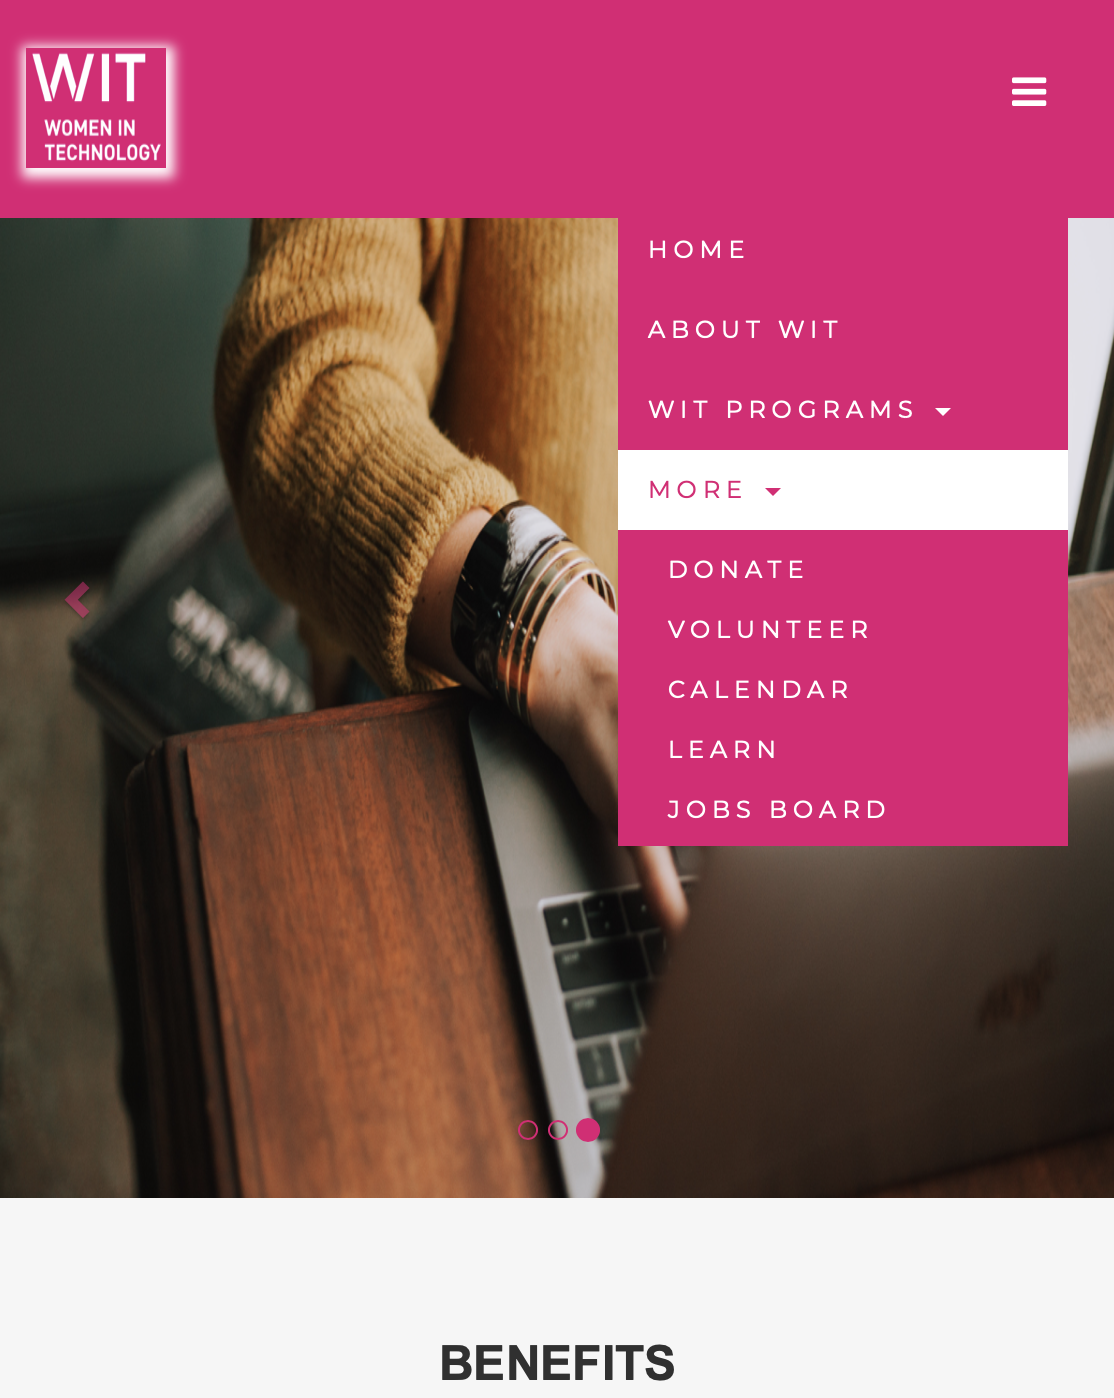 WIT
WOMEN IN
TECHNOLOGY
HOME
ABOUT WIT
WIT PROGRAMS
MORE
DONATE
VOLUNTEER
CALENDAR
LEARN
JOBS BOARD
BENEFITS